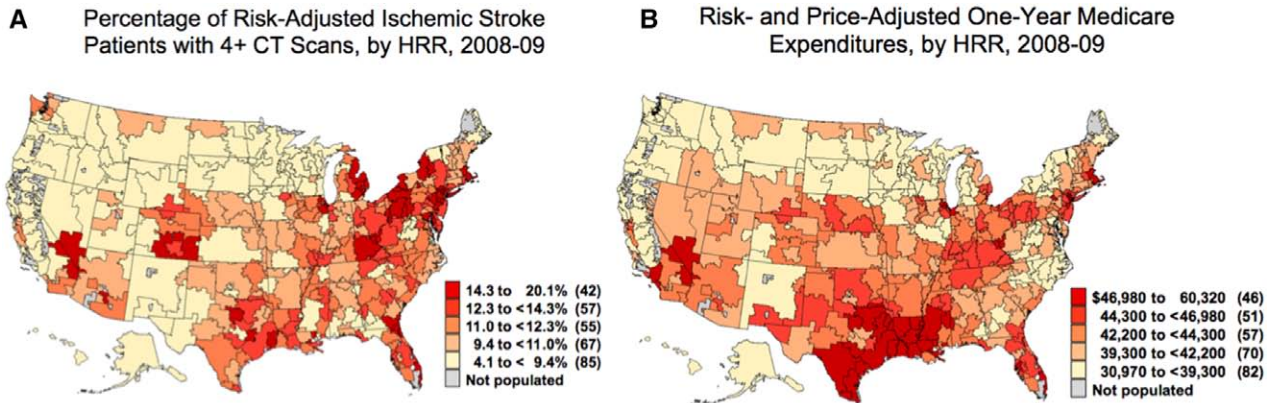 A
Percentage of Risk-Adjusted Ischemic Stroke
Patients with 4+ CT Scans, by HRR, 2008-09
14.3 to 20.1% (42)
12.3 to <14.3% (57)
11.0 to <12.3% (55)
9.4 to <11.0% (67)
4.1 to < 9.4% (85)
Not populated
B
Risk- and Price-Adjusted One-Year Medicare
Expenditures, by HRR, 2008-09
$46,980 to 60,320 (46)
44,300 to <46,980 (51)
42,200 to <44,300 (57)
39,300 to <42,200 (70)
30,970 to <39,300 (82)
Not populated